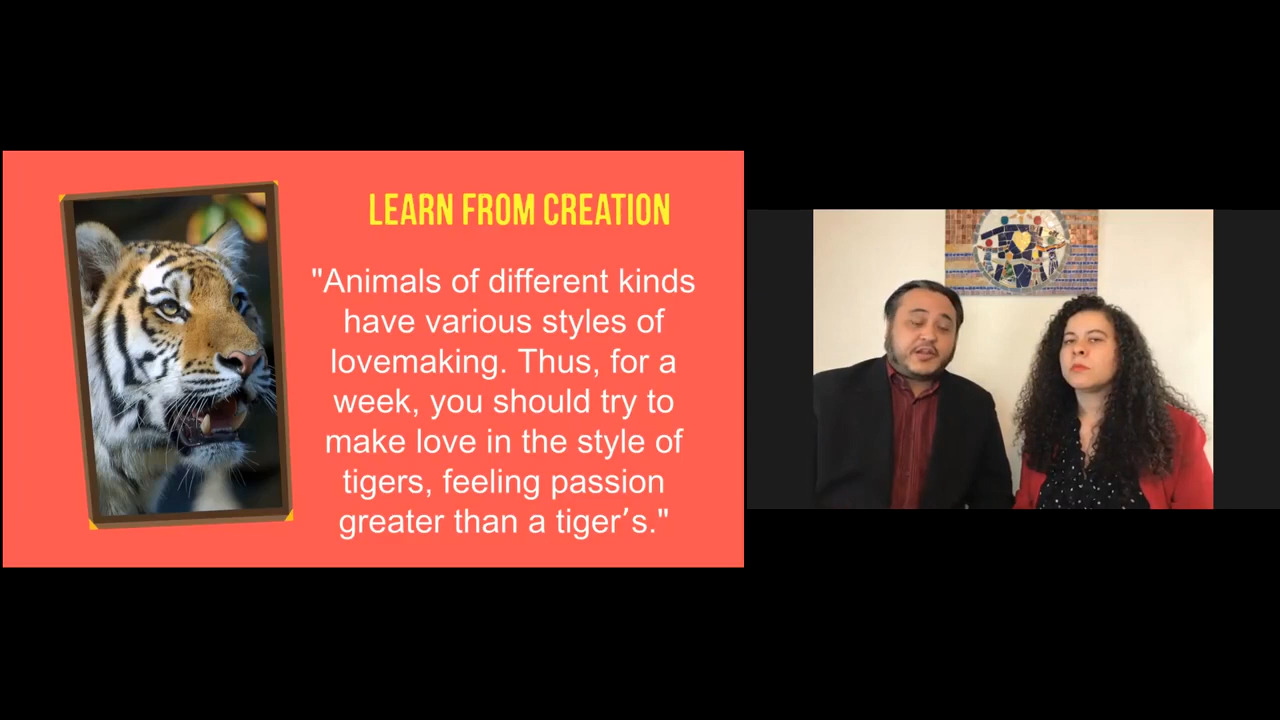 LEARN FROM CREATION
"Animals of different kinds
have various styles of
lovemaking. Thus, for a
week, you should try to
make love in the style of
tigers, feeling passion
greater than a tiger’s."